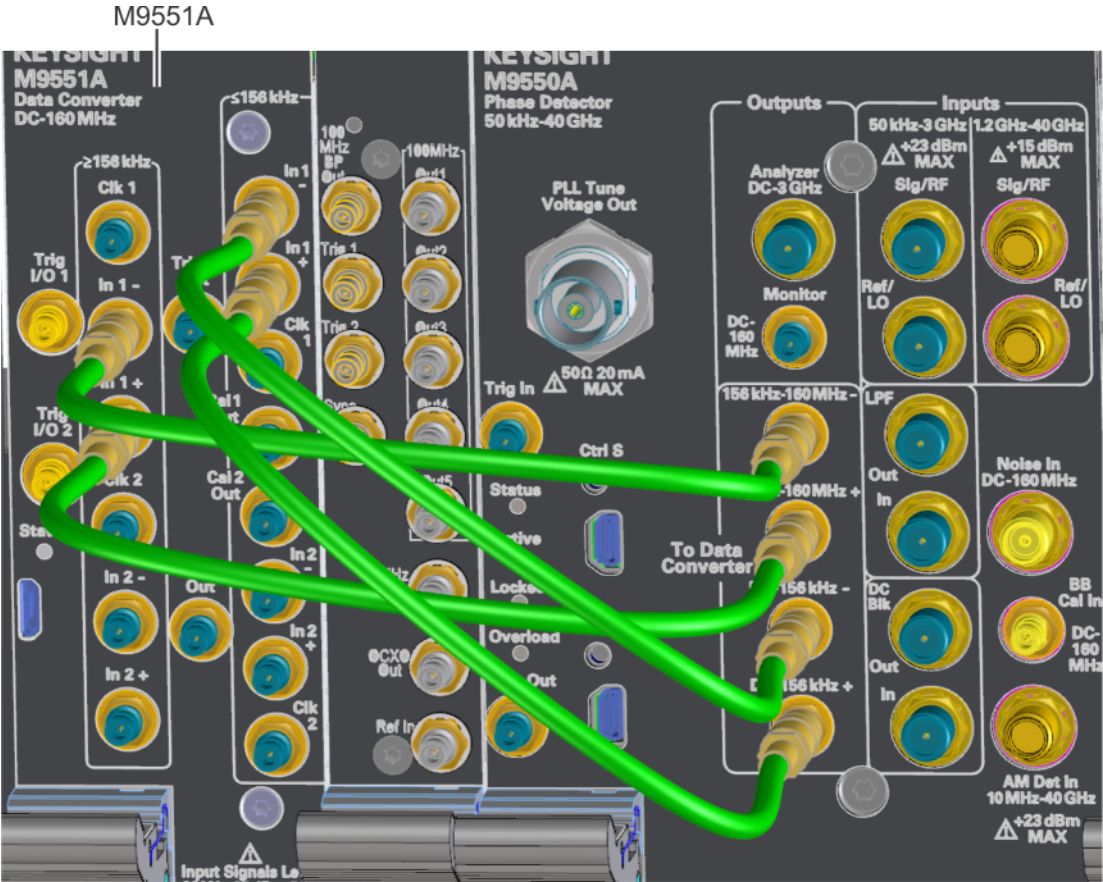 M9551A
KEYSIGHT
M9551A
Data Converter
DC-160 MHz
≥156 kHz
Clk 1
Trig
I/O 1
In 1 -
In 1 +
Trig
I/O 2
Clk 2
In 2 -
Out
In 2 +
≤156 kHz
In 1
-
In 1
+
Clk
1
Cal 2
Out
In 2
-
In 2
+
Clk
2
Input Signals
100
MHz
BP
Out
100MHz
Out1
Trig 1
Out2
Trig 2
Out3
Sync
Out4
Out5
OCXO
Out
Ref In
KEYSIGHT
M9550A
Phase Detector
50 kHz-40 GHz
PLL Tune
Voltage Out
50Ω 20 mA
MAX
Trig In
Ctrl S
Status
Overload
Out
Outputs
Analyzer
DC-3 GHz
Monitor
DC-
160
MHz
156 kHz-160 MHz -
-160 MHz +
To Data
Converter
156 kHz -
156 kHz +
Inputs
50 kHz-3 GHz
+23 dBm
MAX
Sig/RF
1.2 GHz-40 GHz
+15 dBm
MAX
Sig/RF
Ref/
LO
Ref/
LO
LPF
Out
In
DC
Blk
Out
In
Noise In
DC-160 MHz
BB
Cal In
DC-
160
MHz
AM Det In
10 MHz-40 GHz
+23 dBm
MAX